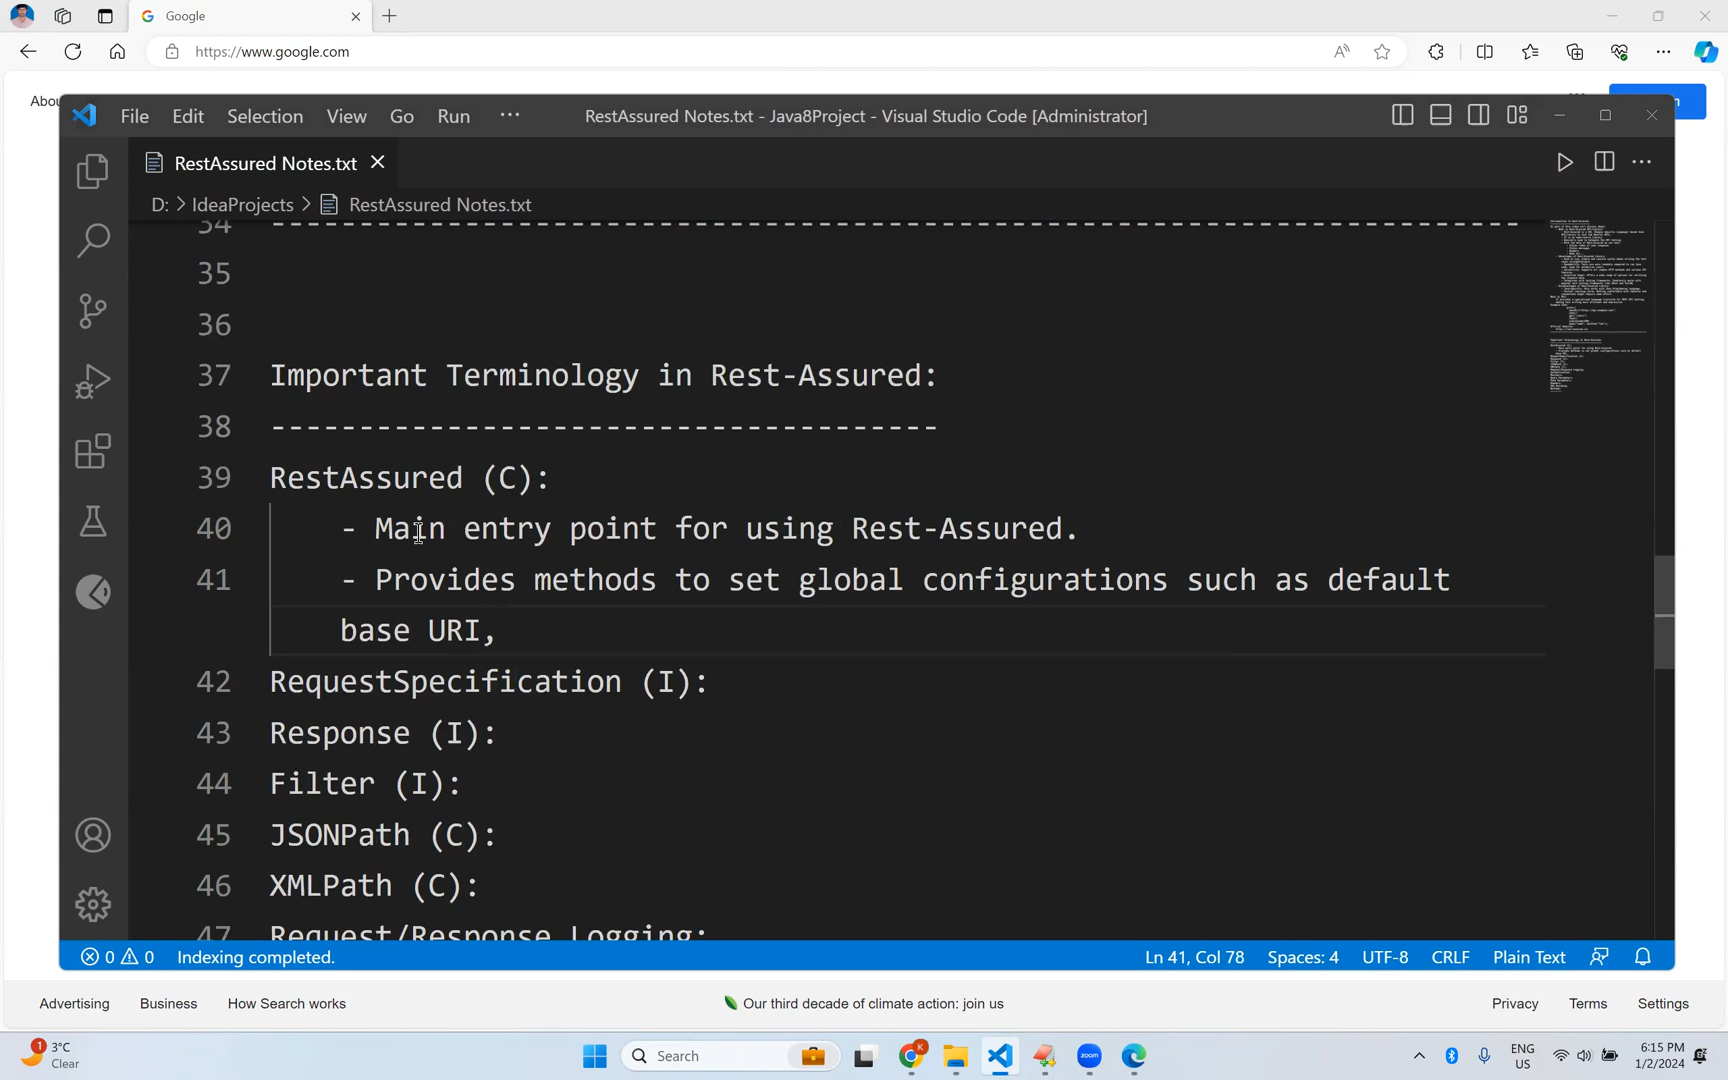 Google
https://www.google.com
Abou
File Edit Selection View Go Run ··· RestAssured Notes.txt - Java8Project - Visual Studio Code [Administrator]
RestAssured Notes.txt
D: > IdeaProjects > RestAssured Notes.txt
34 ------------------------------------------------------------------------
35
36
37 Important Terminology in Rest-Assured:
38 --------------------------------------
39 RestAssured (C):
40 - Main entry point for using Rest-Assured.
41 - Provides methods to set global configurations such as default
base URI,
42 RequestSpecification (I):
43 Response (I):
44 Filter (I):
45 JSONPath (C):
46 XMLPath (C):
47 Request/Response Logging:
0 0 Indexing completed. Ln 41, Col 78 Spaces: 4 UTF-8 CRLF Plain Text
Advertising Business How Search works Our third decade of climate action: join us Privacy Terms Settings
1 3°C
Clear
Search
K
zoom
ENG
US
6:15 PM
1/2/2024